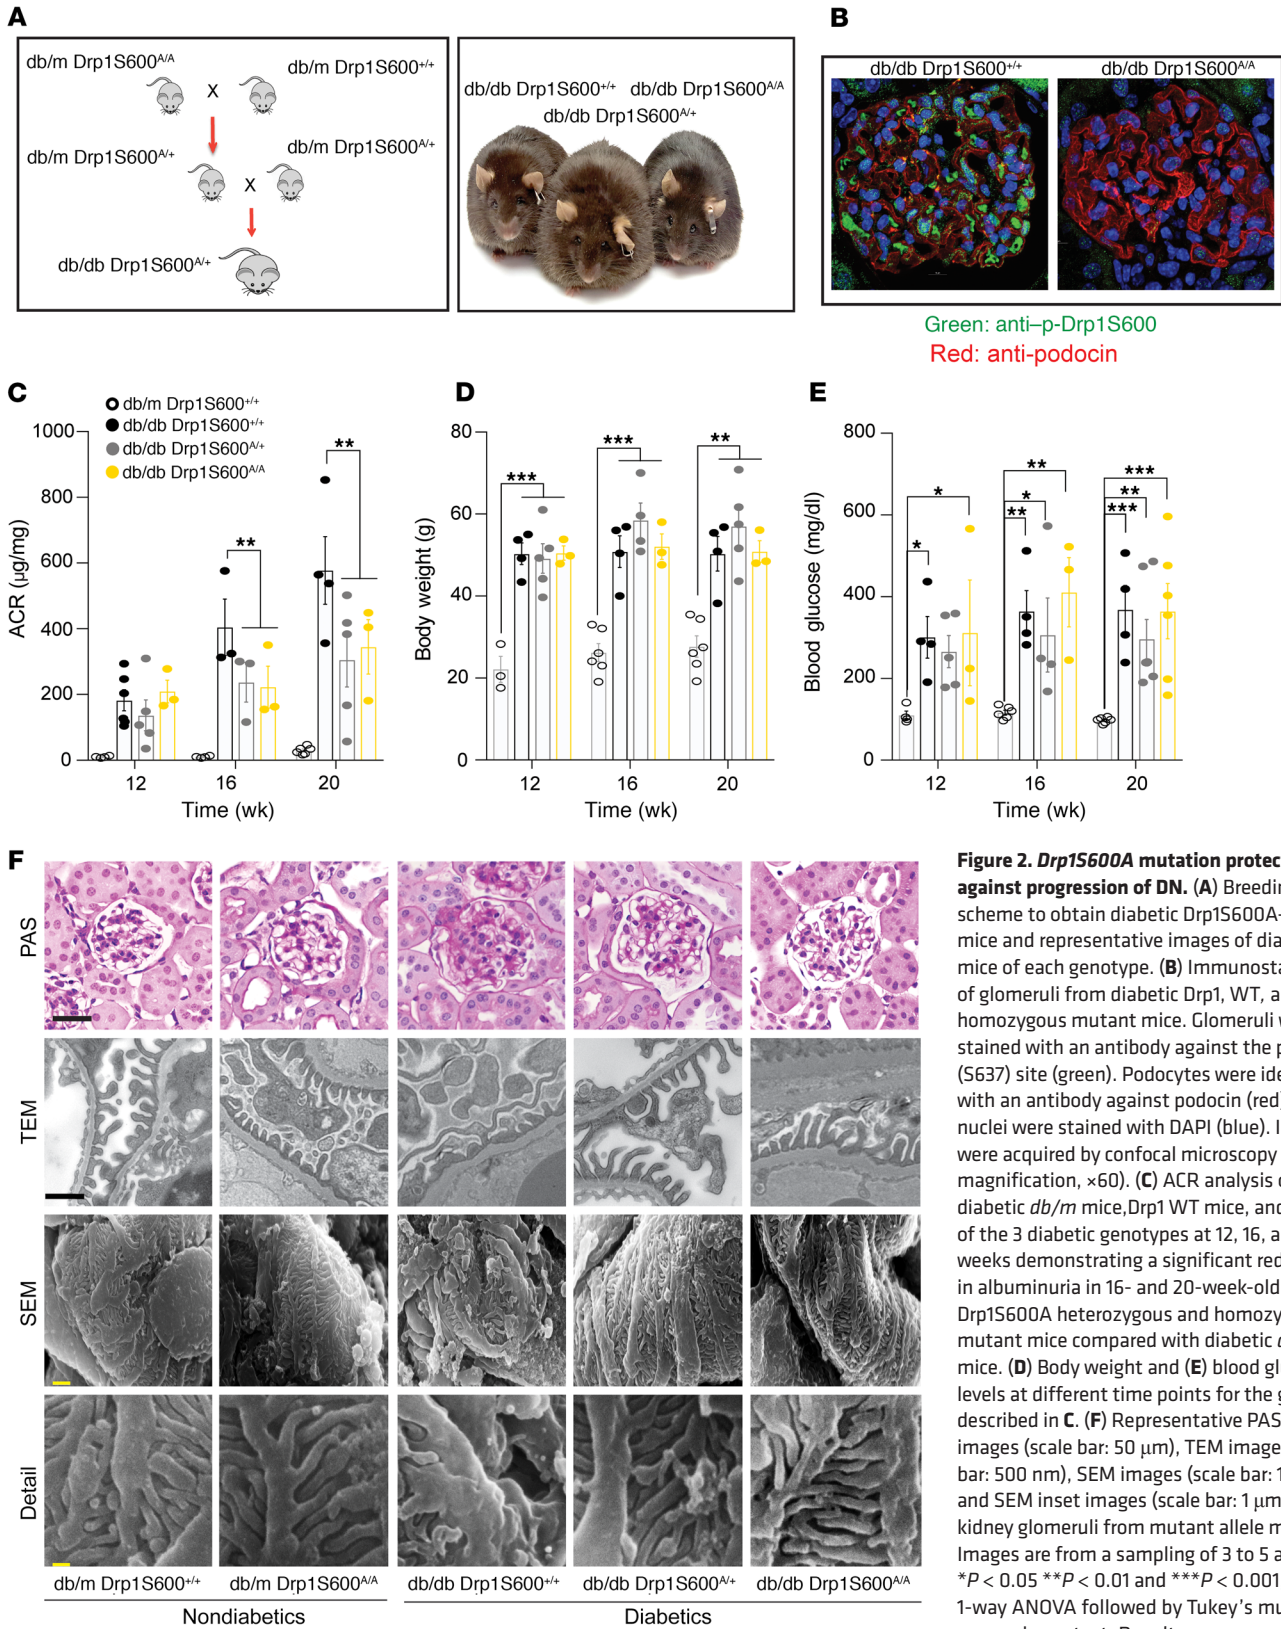 A
B
db/m Drp1S600A/A
db/m Drp1S600+/+
X
db/m Drp1S600A/+
db/m Drp1S600A/+
X
db/db Drp1S600A/+
db/db Drp1S600+/+ db/db Drp1S600A/A
db/db Drp1S600A/+
db/db Drp1S600+/+
db/db Drp1S600A/A
Green: anti–p-Drp1S600
Red: anti-podocin
C
db/m Drp1S600+/+
db/db Drp1S600+/+
db/db Drp1S600A/+
db/db Drp1S600A/A
ACR (µg/mg)
1000
800
600
400
200
0
**
**
12 16 20
Time (wk)
D
Body weight (g)
80
60
40
20
0
***
***
**
12 16 20
Time (wk)
E
Blood glucose (mg/dl)
800
600
400
200
0
*
*
**
*
**
***
**
***
12 16 20
Time (wk)
F
PAS
TEM
SEM
Detail
db/m Drp1S600+/+
db/m Drp1S600A/A
db/db Drp1S600+/+
db/db Drp1S600A/+
db/db Drp1S600A/A
Nondiabetics
Diabetics
Figure 2. Drp1S600A mutation protec
against progression of DN. (A) Breedin
scheme to obtain diabetic Drp1S600A-
mice and representative images of dia
mice of each genotype. (B) Immunosta
of glomeruli from diabetic Drp1, WT, a
homozygous mutant mice. Glomeruli w
stained with an antibody against the p
(S637) site (green). Podocytes were ide
with an antibody against podocin (red)
nuclei were stained with DAPI (blue). I
were acquired by confocal microscopy
magnification, ×60). (C) ACR analysis o
diabetic db/m mice,Drp1 WT mice, and
of the 3 diabetic genotypes at 12, 16, a
weeks demonstrating a significant red
in albuminuria in 16- and 20-week-old
Drp1S600A heterozygous and homozy
mutant mice compared with diabetic
mice. (D) Body weight and (E) blood gl
levels at different time points for the g
described in C. (F) Representative PAS
images (scale bar: 50 µm), TEM image
bar: 500 nm), SEM images (scale bar: 1
and SEM inset images (scale bar: 1 µm
kidney glomeruli from mutant allele m
Images are from a sampling of 3 to 5 a
*P < 0.05 **P < 0.01 and ***P < 0.001
1-way ANOVA followed by Tukey's mu